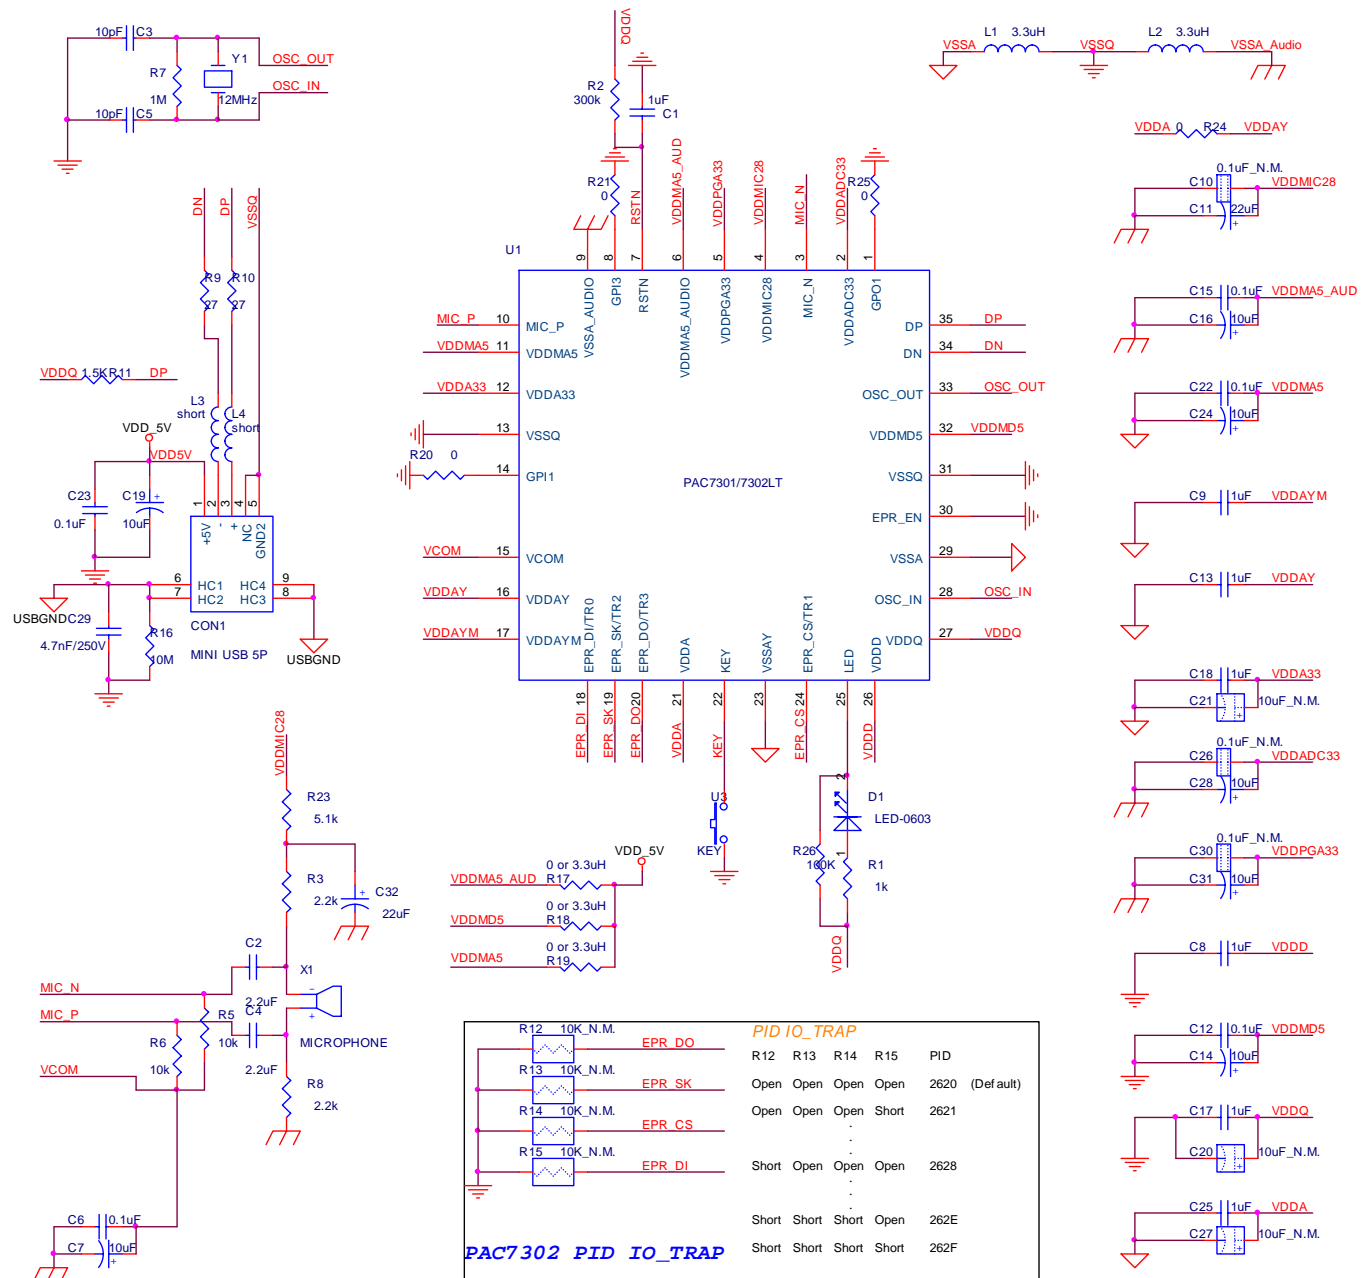 10pF C3
R7
1M
Y1
12MHz
OSC_OUT
OSC_IN
10pF C5
VDDQ
R2
300k
1uF
C1
R21
0
RSTN
VDDMA5_AUD
VDDPGA33
VDDMIC28
MIC_N
VDDADC33
R25
0
L1 3.3uH
L2 3.3uH
VSSA
VSSQ
VSSA_Audio
VDDA 0 R24 VDDAY
0.1uF_N.M.
C10
VDDMIC28
C11 22uF
C15 0.1uF VDDMA5_AUD
C16 10uF
C22 0.1uF VDDMA5
C24 10uF
C9 1uF VDDAYM
C13 1uF VDDAY
C18 1uF VDDA33
C21 10uF_N.M.
0.1uF_N.M.
C26 VDDADC33
C28 10uF
0.1uF_N.M.
C30 VDDPGA33
C31 10uF
C8 1uF VDDD
C12 0.1uF VDDMD5
C14 10uF
C17 1uF VDDQ
C20 10uF_N.M.
C25 1uF VDDA
C27 10uF_N.M.
DN
DP
VSSQ
R9
27
R10
27
VDDQ 1.5K R11 DP
L3
short
L4
short
VDD_5V
VDD5V
C23
0.1uF
C19
10uF
1 2 3 4 5
+5V
-
+
NC
GND2
6 HC1
7 HC2
HC4 9
HC3 8
CON1
MINI USB 5P
USBGND
C29
4.7nF/250V
R16
10M
USBGND
U1
9 8 7 6 5 4 3 2 1
VSSA_AUDIO
GPI3
RSTN
VDDMA5_AUDIO
VDDPGA33
VDDMIC28
MIC_N
VDDADC33
GPO1
MIC_P 10 MIC_P
VDDMA5 11 VDDMA5
VDDA33 12 VDDA33
13 VSSQ
R20 0
14 GPI1
VCOM 15 VCOM
VDDAY 16 VDDAY
VDDAYM 17 VDDAYM
PAC7301/7302LT
DP 35 DP
DN 34 DN
OSC_OUT 33 OSC_OUT
VDDMD5 32 VDDMD5
VSSQ 31
EPR_EN 30
VSSA 29
OSC_IN 28 OSC_IN
VDDQ 27 VDDQ
EPR_DI/TR0
EPR_SK/TR2
EPR_DO/TR3
VDDA
KEY
VSSAY
EPR_CS/TR1
LED
VDDD
18 19 20 21 22 23 24 25 26
EPR_DI
EPR_SK
EPR_DO
VDDA
KEY
EPR_CS
VDDD
U3
KEY
2
D1
LED-0603
1
R26
100K
R1
1k
VDDQ
VDD_5V
0 or 3.3uH
VDDMA5_AUD R17
0 or 3.3uH
VDDMD5 R18
0 or 3.3uH
VDDMA5 R19
VDDMIC28
R23
5.1k
R3
2.2k
C32
22uF
C2
2.2uF
X1
-
+
MICROPHONE
MIC_N
MIC_P
VCOM
R6
10k
R5
10k
C4
2.2uF
R8
2.2k
C6 0.1uF
C7 10uF
R12 10K_N.M.
EPR_DO
R13 10K_N.M.
EPR_SK
R14 10K_N.M.
EPR_CS
R15 10K_N.M.
EPR_DI
PID IO_TRAP
R12 R13 R14 R15 PID
Open Open Open Open 2620 (Default)
Open Open Open Short 2621
.
.
.
Short Open Open Open 2628
.
.
.
Short Short Short Open 262E
Short Short Short Short 262F
PAC7302 PID IO_TRAP